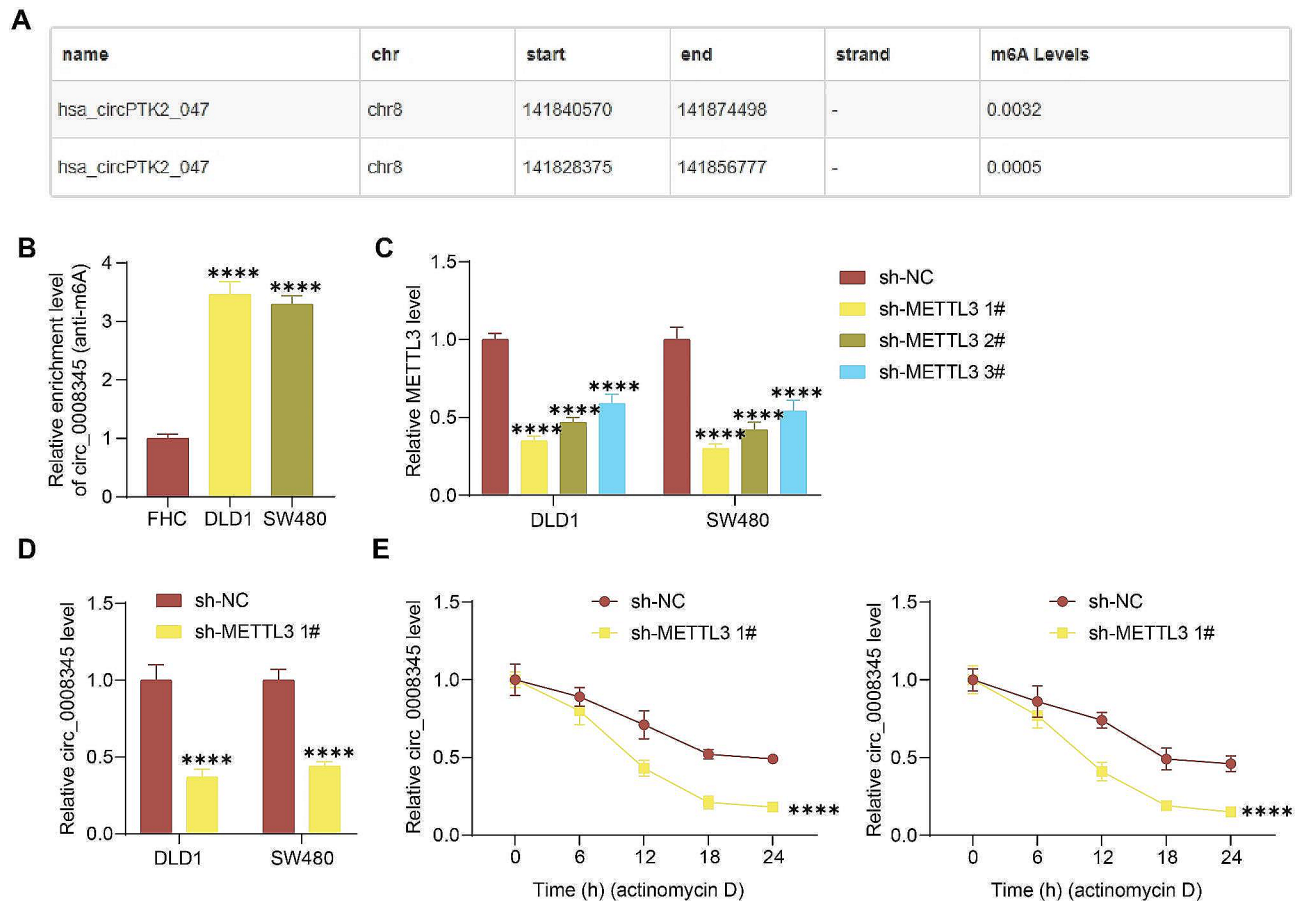 A
name chr start end strand m6A Levels
hsa_circPTK2_047 chr8 141840570 141874498 - 0.0032
hsa_circPTK2_047 chr8 141828375 141856777 - 0.0005
B
Relative enrichment level
of circ_0008345 (anti-m6A)
4
3
2
1
0
****
****
FHC DLD1 SW480
C
Relative METTL3 level
1.5
1.0
0.5
0.0
****
****
****
****
****
****
DLD1 SW480
sh-NC
sh-METTL3 1#
sh-METTL3 2#
sh-METTL3 3#
D
Relative circ_0008345 level
1.5
1.0
0.5
0.0
sh-NC
sh-METTL3 1#
****
****
DLD1 SW480
E
Relative circ_0008345 level
1.5
1.0
0.5
0.0
sh-NC
sh-METTL3 1#
****
0 6 12 18 24
Time (h) (actinomycin D)
Relative circ_0008345 level
1.5
1.0
0.5
0.0
sh-NC
sh-METTL3 1#
****
0 6 12 18 24
Time (h) (actinomycin D)